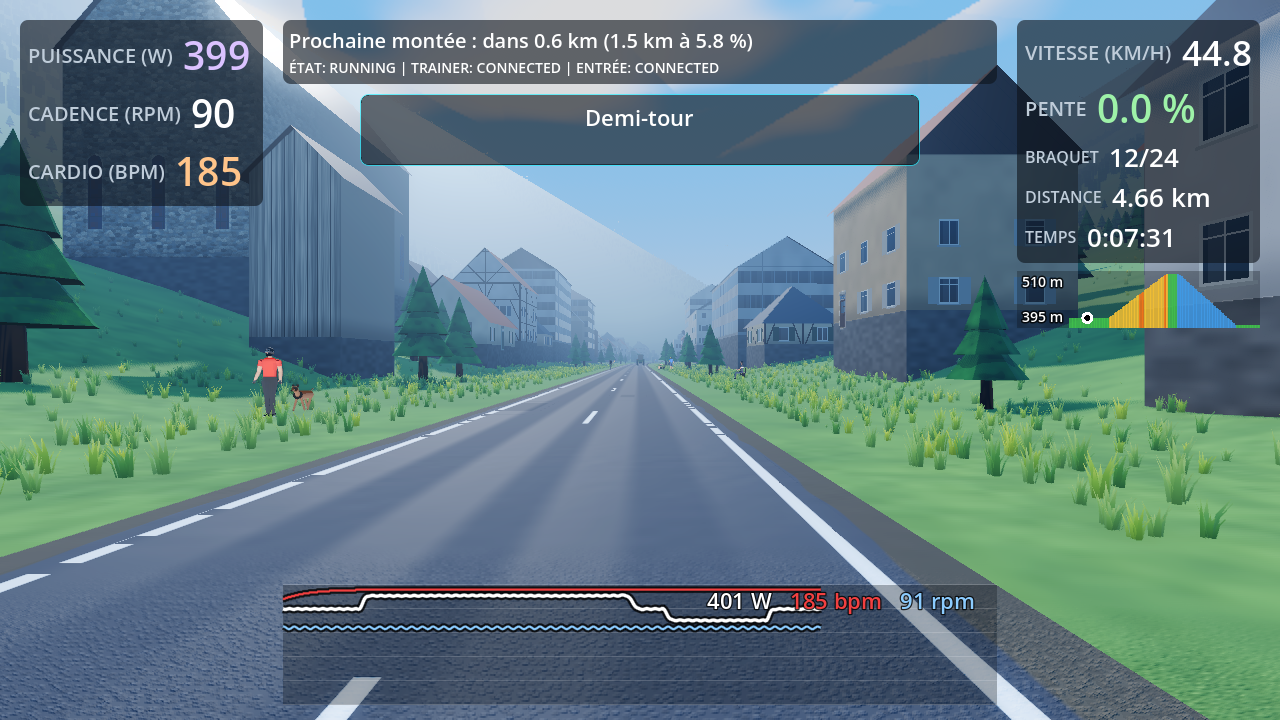 PUISSANCE (W) 399
CADENCE (RPM) 90
CARDIO (BPM) 185
Prochaine montée : dans 0.6 km (1.5 km à 5.8 %)
ÉTAT: RUNNING | TRAINER: CONNECTED | ENTRÉE: CONNECTED
Demi-tour
VITESSE (KM/H) 44.8
PENTE 0.0 %
BRAQUET 12/24
DISTANCE 4.66 km
TEMPS 0:07:31
510 m
395 m
401 W 185 bpm 91 rpm